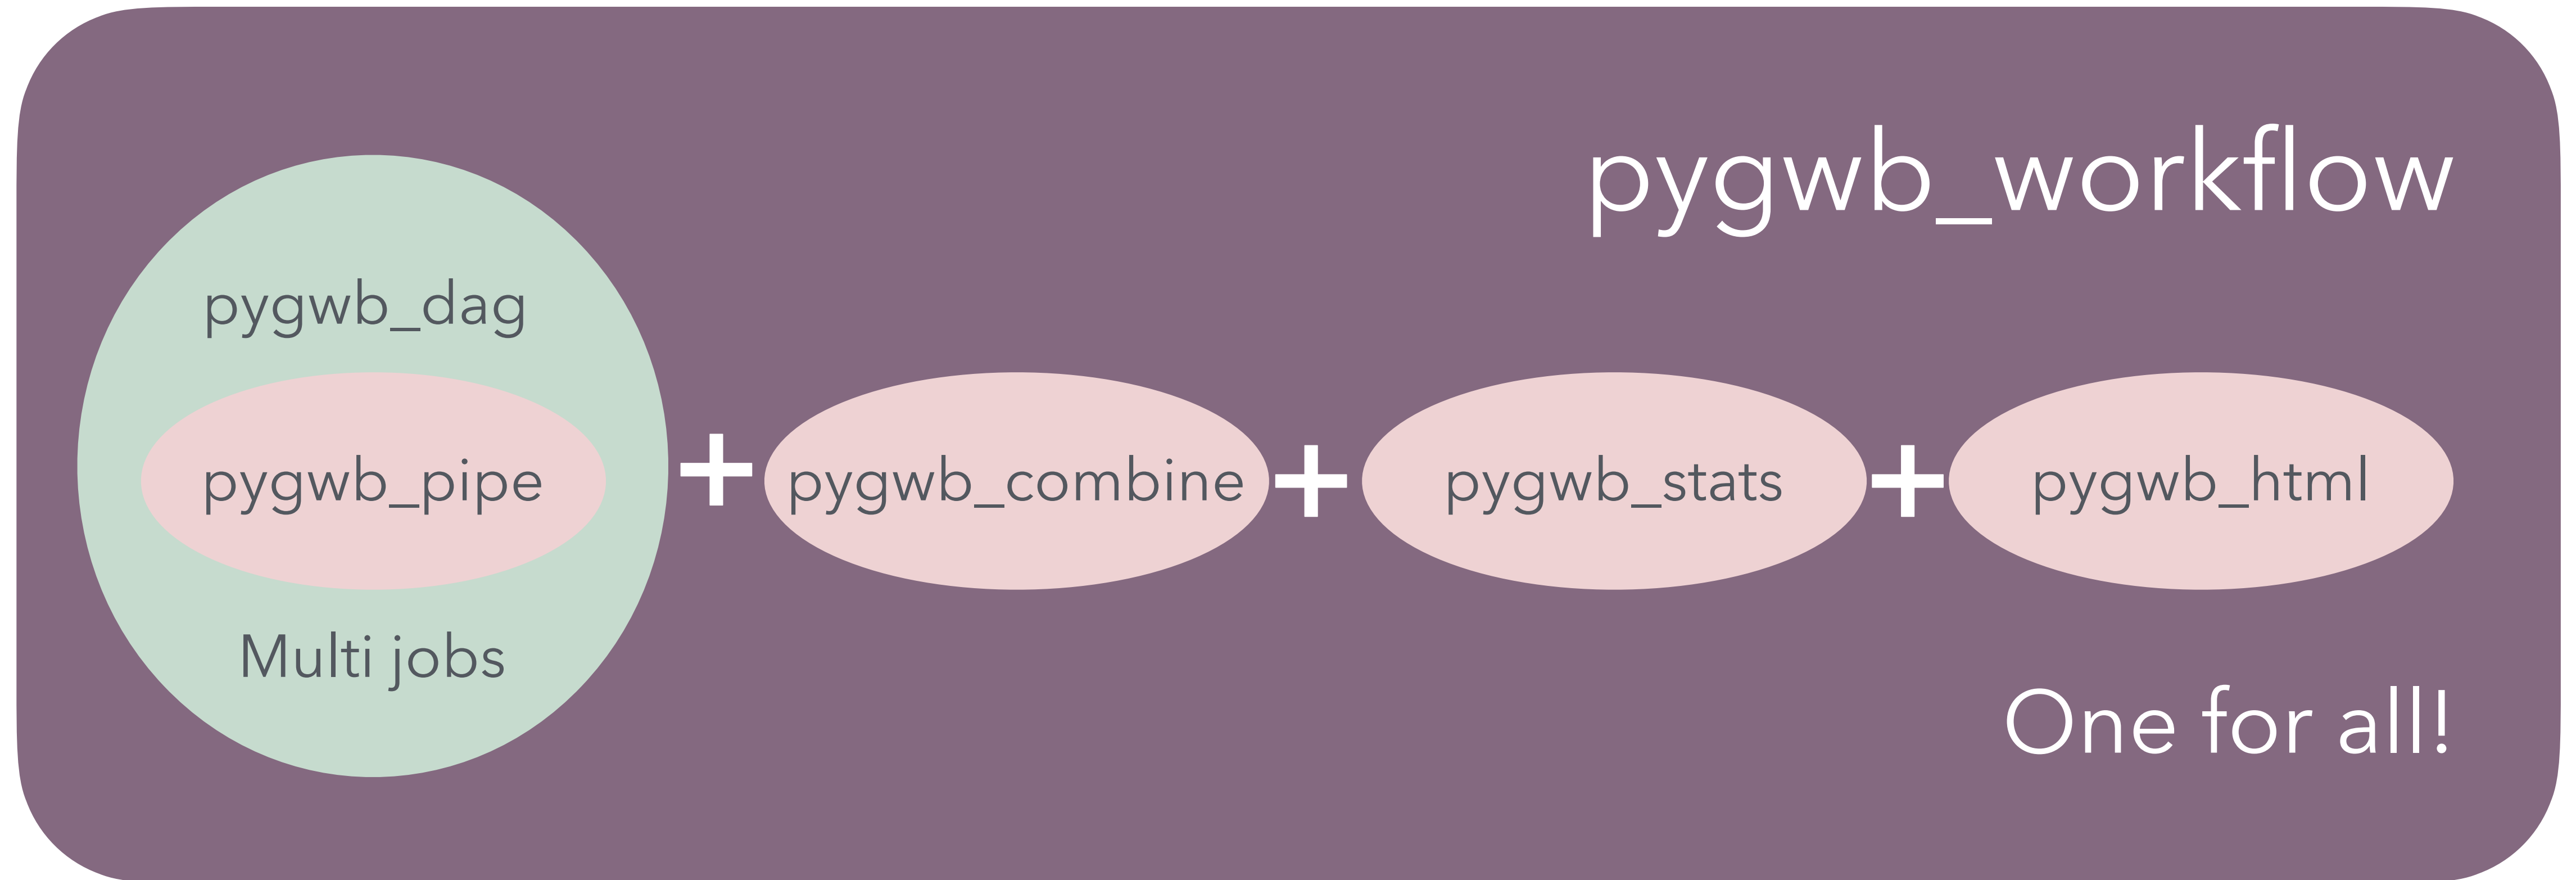 pygwb_workflow
pygwb_dag
pygwb_pipe + pygwb_combine + pygwb_stats + pygwb_html
Multi jobs
One for all!